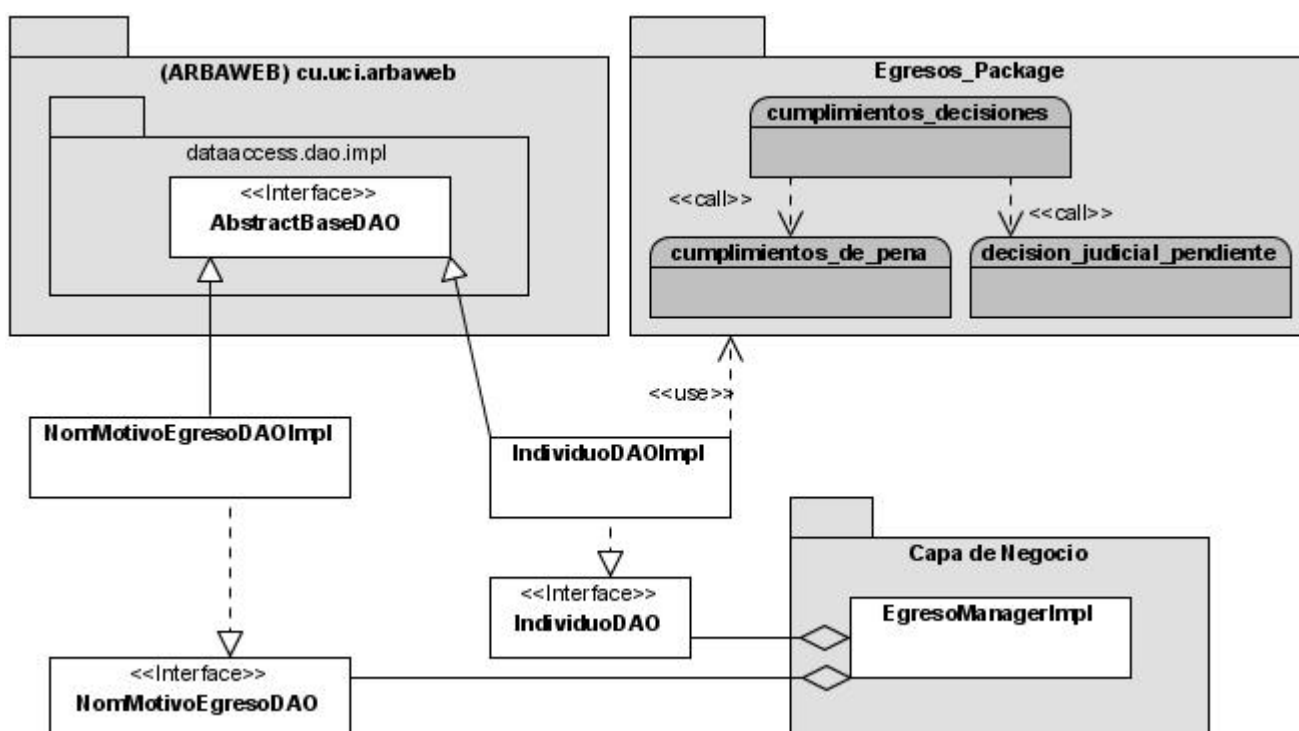 (ARBAWEB) cu.uci.arbaweb
dataaccess.dao.impl
<<Interface>>
AbstractBaseDAO
Egresos_Package
cumplimientos_decisiones
<<call>>
<<call>>
cumplimientos_de_pena
decision_judicial_pendiente
<<use>>
NomMotivoEgresoDAOImpl
IndividuoDAOImpl
<<Interface>>
IndividuoDAO
Capa de Negocio
EgresoManagerImpl
<<Interface>>
NomMotivoEgresoDAO